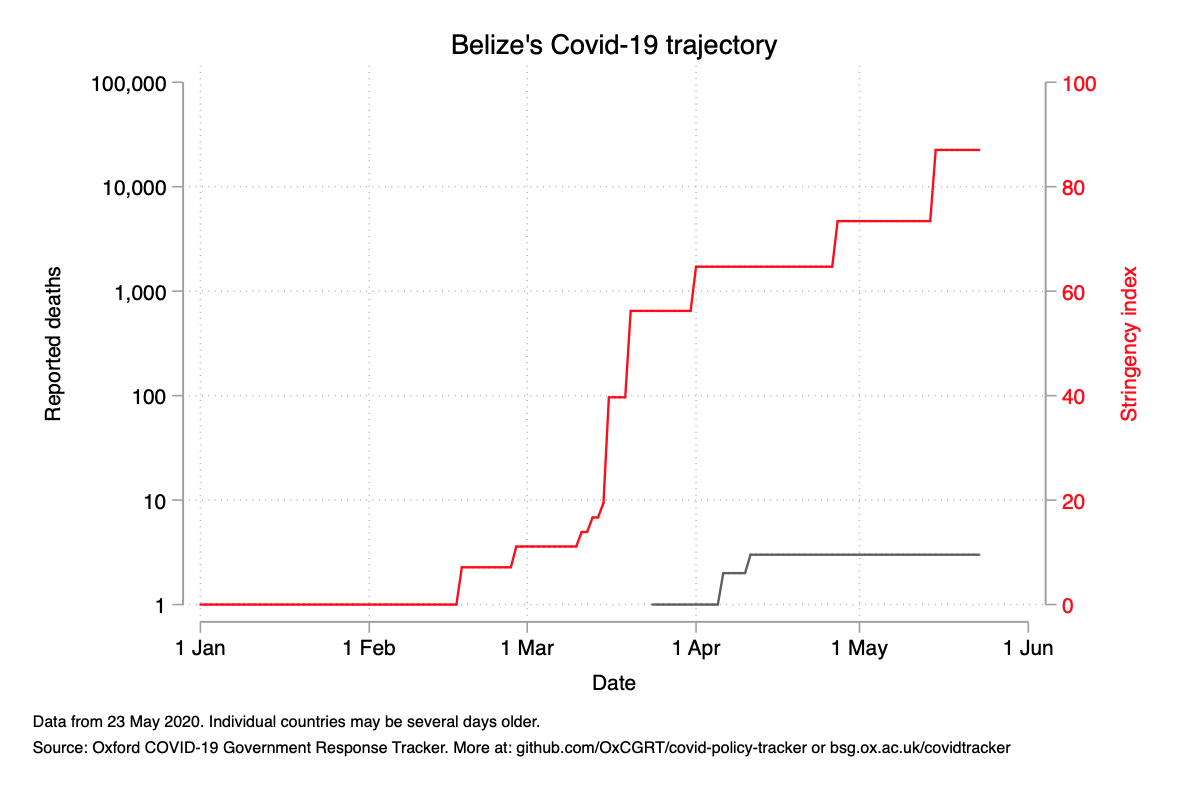 Belize's Covid-19 trajectory
100,000
10,000
1,000
100
10
1
Reported deaths
100
80
60
40
20
0
Stringency index
1 Jan 1 Feb 1 Mar 1 Apr 1 May 1 Jun
Date
Data from 23 May 2020. Individual countries may be several days older.
Source: Oxford COVID-19 Government Response Tracker. More at: github.com/OxCGRT/covid-policy-tracker or bsg.ox.ac.uk/covidtracker